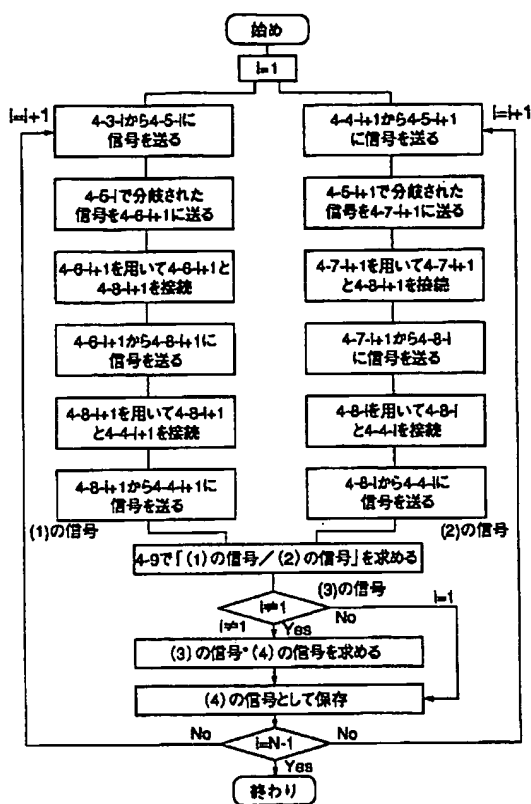 始め
i=1
i=i+1
i=i+1
4-3-iから4-5-iに
信号を送る
4-5-iで分岐された
信号を4-6-i+1に送る
4-6-i+1を用いて4-6-i+1と
4-8-i+1を接続
4-6-i+1から4-8-i+1に
信号を送る
4-8-i+1を用いて4-8-i+1
と4-4-i+1を接続
4-8-i+1から4-4-i+1に
信号を送る
(1)の信号
4-4-i+1から4-5-i+1
に信号を送る
4-5-i+1で分岐された
信号を4-7-i+1に送る
4-7-i+1を用いて4-7-i+1
と4-8-i+1を接続
4-7-i+1から4-8-i
に信号を送る
4-8-iを用いて4-8-i
と4-4-iを接続
4-8-iから4-4-iに
信号を送る
(2)の信号
4-9で「(1)の信号/(2)の信号」を求める
(3)の信号
i≠1
No
i=1
i≠1
Yes
(3)の信号*(4)の信号を求める
(4)の信号として保存
No
i=N-1
No
Yes
終わり